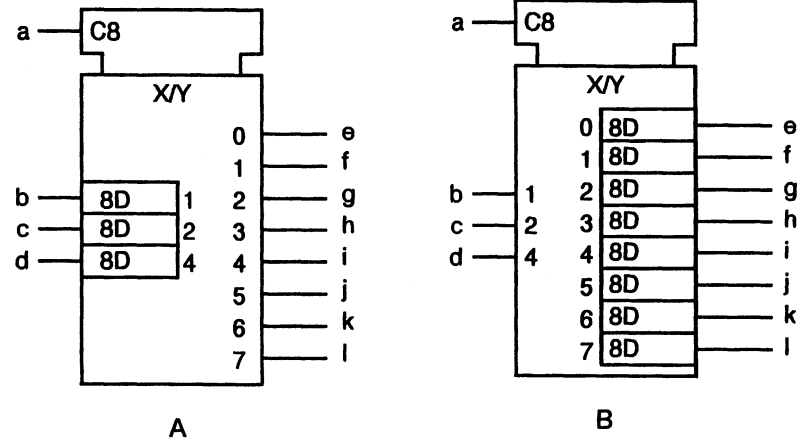 a C8
X/Y
0 e
1 f
b 8D 1 2 g
c 8D 2 3 h
d 8D 4 4 i
5 j
6 k
7 l
A
a C8
X/Y
0 8D e
1 8D f
b 1 2 8D g
c 2 3 8D h
d 4 4 8D i
5 8D j
6 8D k
7 8D l
B